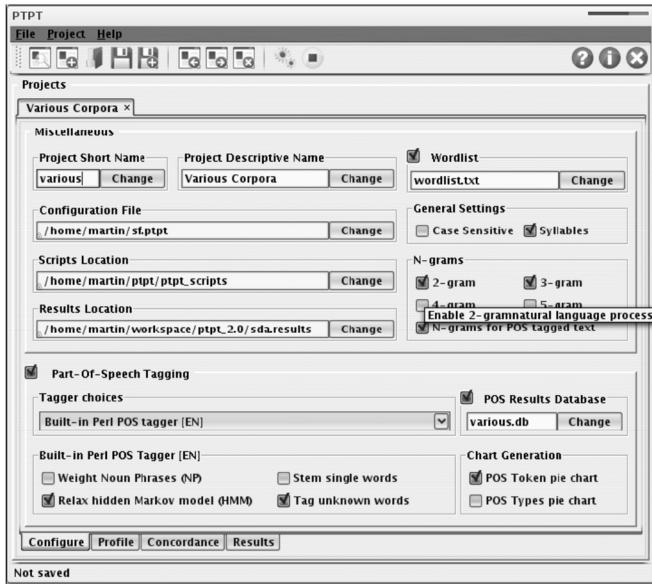 PTPT
File Project Help
Projects
Various Corpora ×
Miscellaneous
Project Short Name Project Descriptive Name Wordlist
various Change Various Corpora Change wordlist.txt Change
Configuration File General Settings
/home/martin/sf.ptpt Change Case Sensitive Syllables
Scripts Location N-grams
/home/martin/ptpt/ptpt_scripts Change 2-gram 3-gram
Results Location 4-gram 5-gram
Enable 2-gramnatural language process
/home/martin/workspace/ptpt_2.0/sda.results Change N-grams for POS tagged text
Part-Of-Speech Tagging
Tagger choices POS Results Database
Built-in Perl POS tagger [EN] various.db Change
Built-in Perl POS Tagger [EN] Chart Generation
Weight Noun Phrases (NP) Stem single words POS Token pie chart
Relax hidden Markov model (HMM) Tag unknown words POS Types pie chart
Configure Profile Concordance Results
Not saved